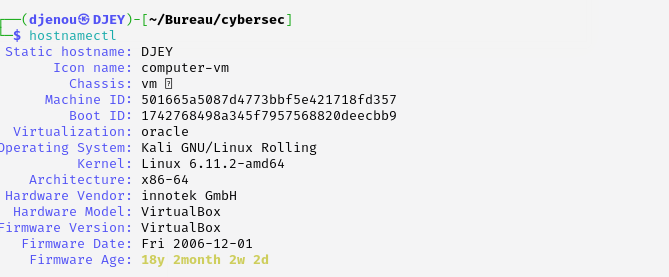 ┌──(djenou㉿DJEY)-[~/Bureau/cybersec]
└─$ hostnamectl
Static hostname: DJEY
Icon name: computer-vm
Chassis: vm
Machine ID: 501665a5087d4773bbf5e421718fd357
Boot ID: 1742768498a345f7957568820deecbb9
Virtualization: oracle
Operating System: Kali GNU/Linux Rolling
Kernel: Linux 6.11.2-amd64
Architecture: x86-64
Hardware Vendor: innotek GmbH
Hardware Model: VirtualBox
Firmware Version: VirtualBox
Firmware Date: Fri 2006-12-01
Firmware Age: 18y 2month 2w 2d